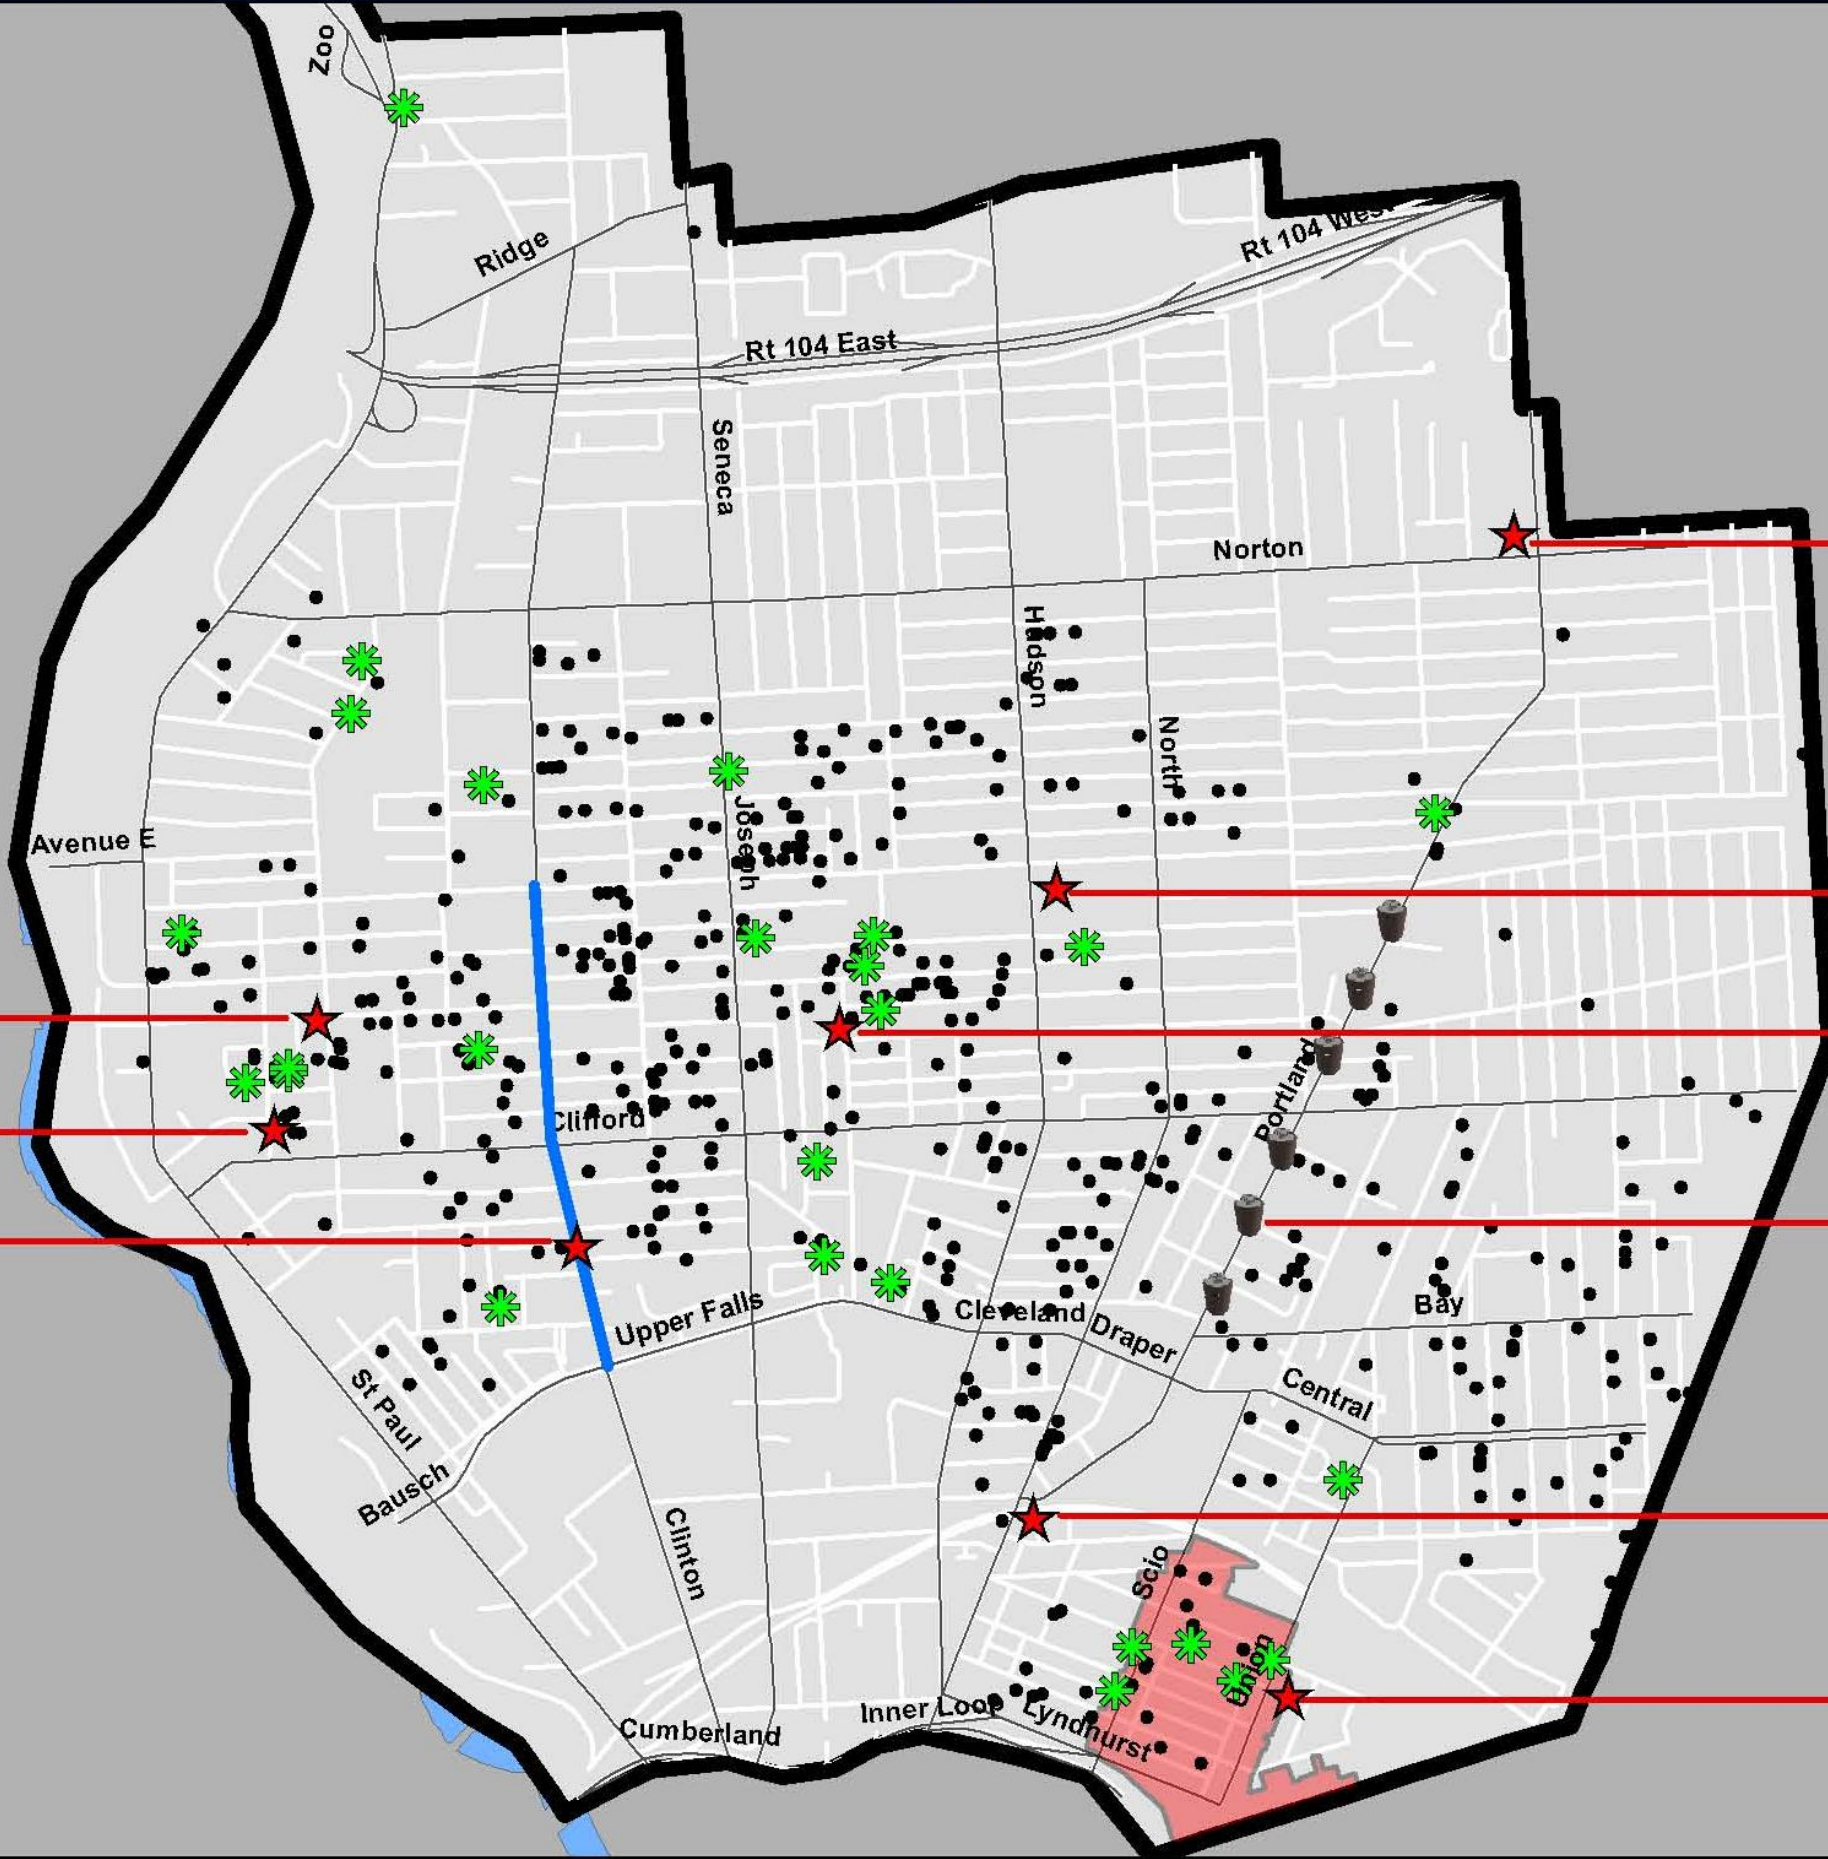 Zoo
Ridge
Rt 104 West
Rt 104 East
Seneca
Norton
Hudson
North
Joseph
Avenue E
Portland
Clifford
Upper Falls
Cleveland
Draper
Bay
Central
St Paul
Bausch
Clinton
Scio
Union
Inner Loop
Lyndhurst
Cumberland